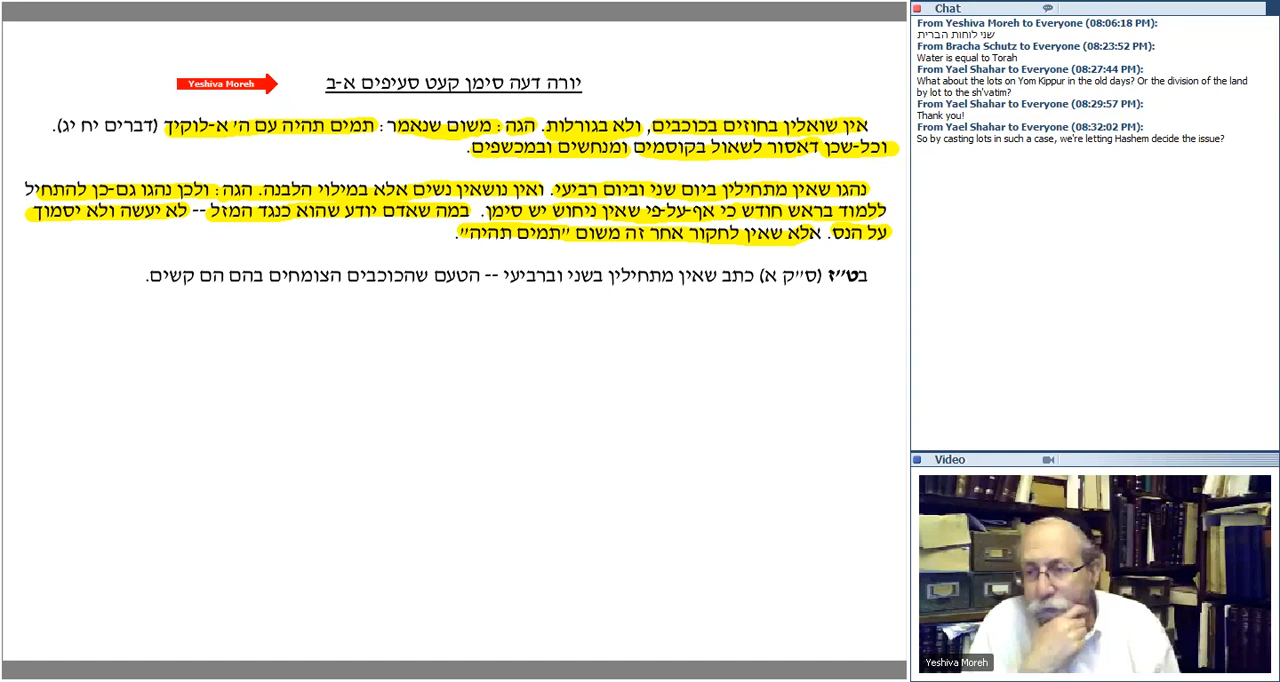 Yeshiva Moreh
יורה דעה סימן קעט סעיפים א-ב
אין שואלין בחוזים בכוכבים, ולא בגורלות. הגה: משום שנאמר: תמים תהיה עם ה' א-לוקיך (דברים יח יג).
וכל-שכן דאסור לשאול בקוסמים ומנחשים ובמכשפים.
נהגו שאין מתחילין ביום שני וביום רביעי. ואין נושאין נשים אלא במילוי הלבנה. הגה: ולכן נהגו גם-כן להתחיל
ללמוד בראש חודש כי אף-על-פי שאין ניחוש יש סימן. במה שאדם יודע שהוא כנגד המזל -- לא יעשה ולא יסמוך
על הנס. אלא שאין לחקור אחר זה משום "תמים תהיה".
בט"ז (ס"ק א) כתב שאין מתחילין בשני וברביעי -- הטעם שהכוכבים הצומחים בהם הם קשים.
Chat
From Yeshiva Moreh to Everyone (08:06:18 PM):
שני לוחות הברית
From Bracha Schutz to Everyone (08:23:52 PM):
Water is equal to Torah
From Yael Shahar to Everyone (08:27:44 PM):
What about the lots on Yom Kippur in the old days? Or the division of the land
by lot to the sh'vatim?
From Yael Shahar to Everyone (08:29:57 PM):
Thank you!
From Yael Shahar to Everyone (08:32:02 PM):
So by casting lots in such a case, we're letting Hashem decide the issue?
Video
Yeshiva Moreh